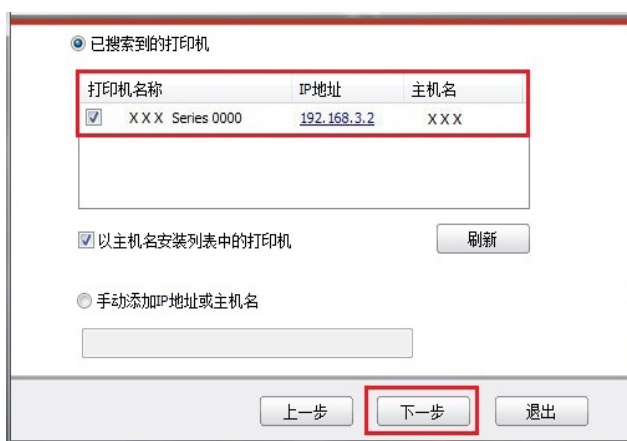 已搜索到的打印机
打印机名称 IP地址 主机名
XXX Series 0000 192.168.3.2 XXX
以主机名安装列表中的打印机 刷新
手动添加IP地址或主机名
上一步 下一步 退出